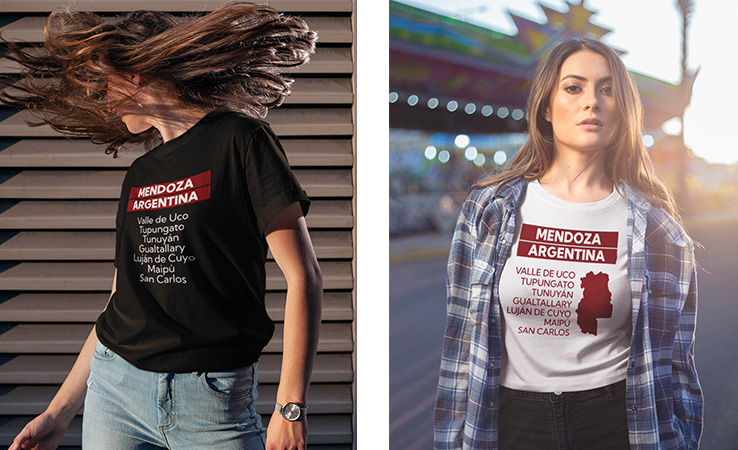 MENDOZA
ARGENTINA
Valle de Uco
Tupungato
Tunuyán
Gualtallary
Luján de Cuyo
Maipú
San Carlos
MENDOZA
ARGENTINA
VALLE DE UCO
TUPUNGATO
TUNUYÁN
GUALTALLARY
LUJÁN DE CUYO
MAIPÚ
SAN CARLOS